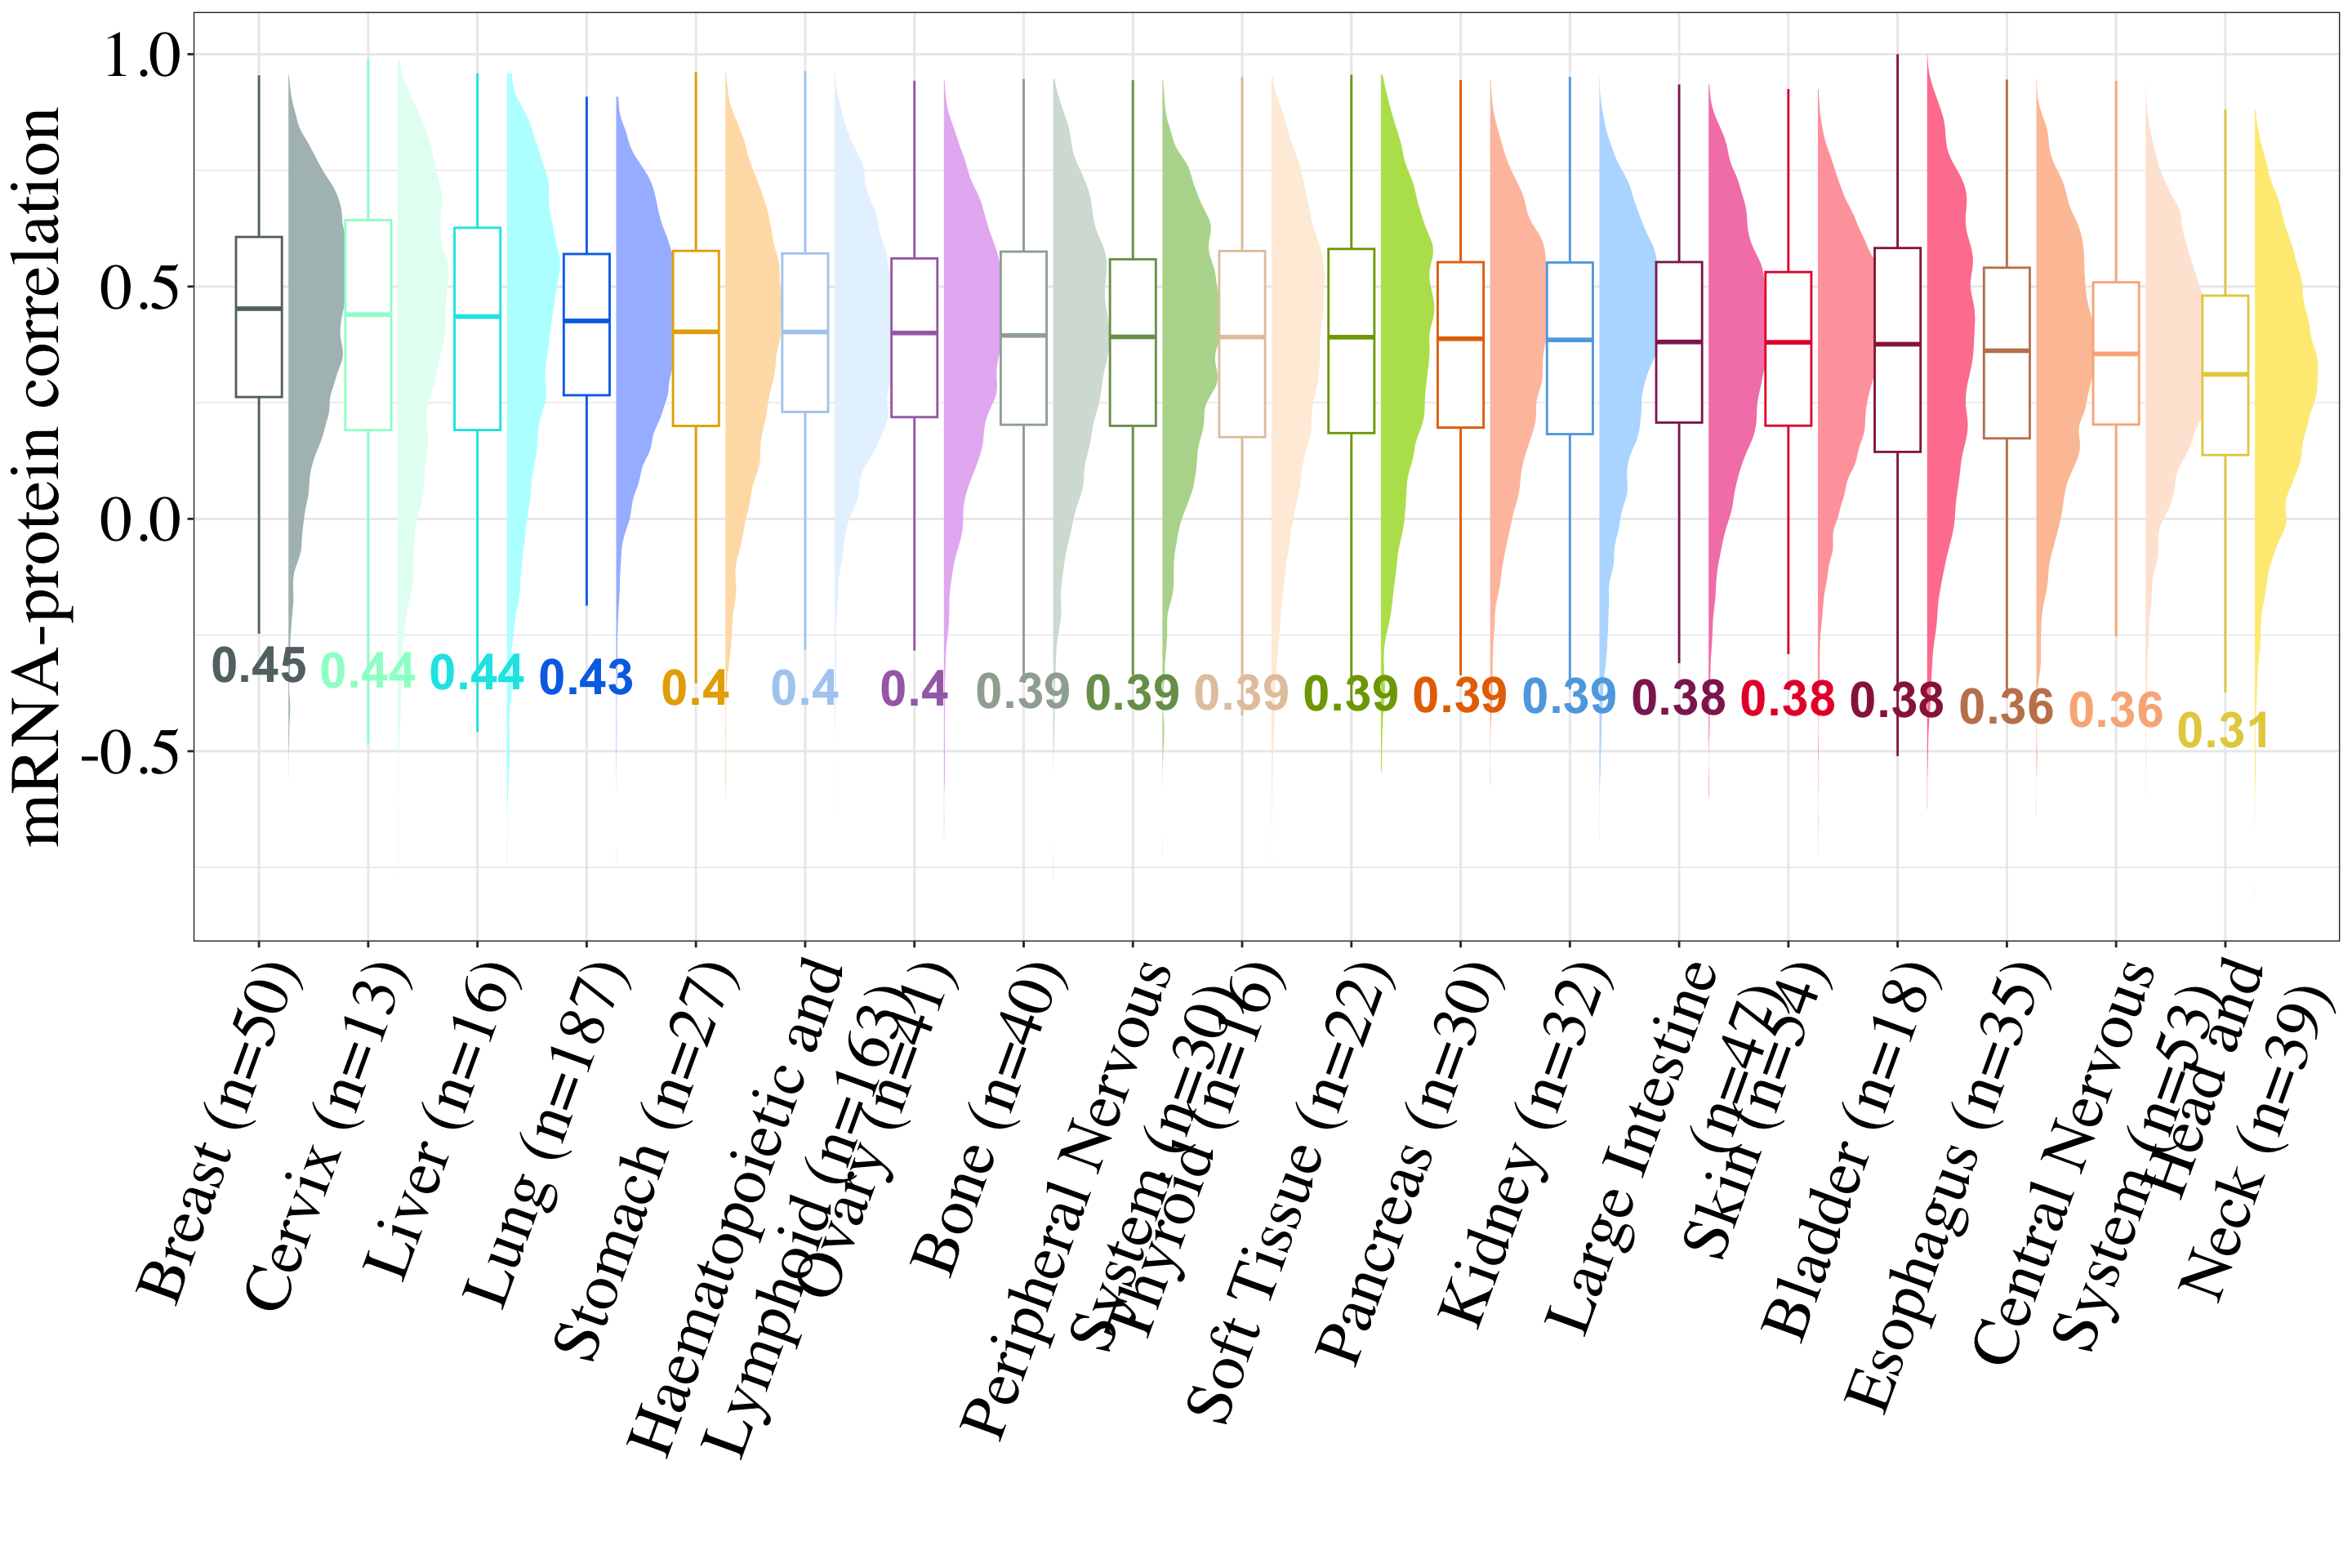 mRNA-protein correlation
1.0
0.5
0.0
-0.5
0.45
0.44
0.44
0.43
0.4
0.4
0.4
0.39
0.39
0.39
0.39
0.39
0.39
0.38
0.38
0.38
0.36
0.36
0.31
Breast (n=50)
Cervix (n=13)
Liver (n=16)
Lung (n=187)
Stomach (n=27)
Haematopoietic and
Lymphoid (n=163)
Ovary (n=41)
Bone (n=40)
Peripheral Nervous
System (n=30)
Thyroid (n=16)
Soft Tissue (n=22)
Pancreas (n=30)
Kidney (n=32)
Large Intestine
(n=47)
Skin (n=54)
Bladder (n=18)
Esophagus (n=35)
Central Nervous
System (n=53)
Head and
Neck (n=39)